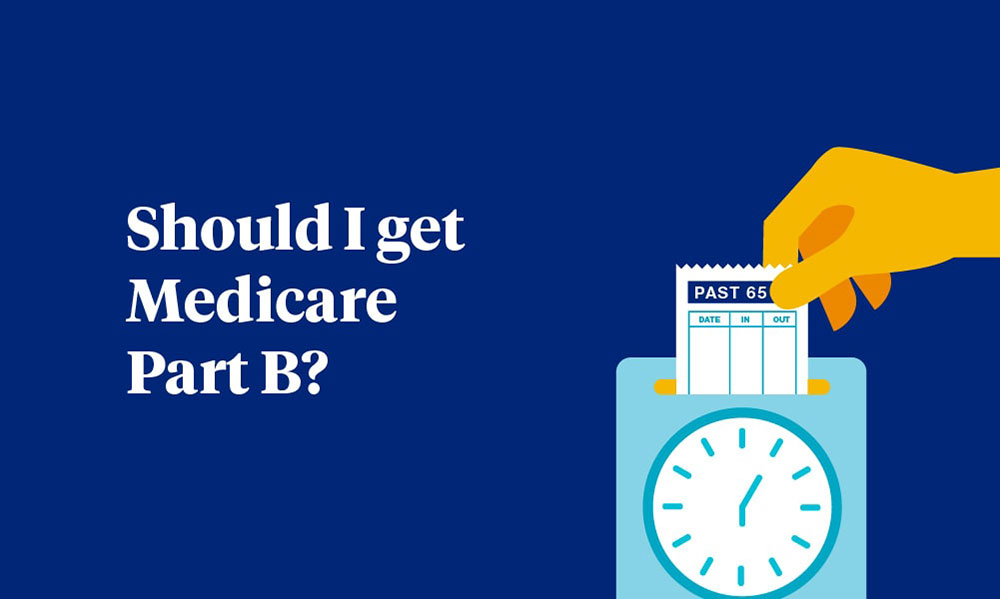 Should I get
Medicare
Part B?
PAST 65
DATE IN OUT